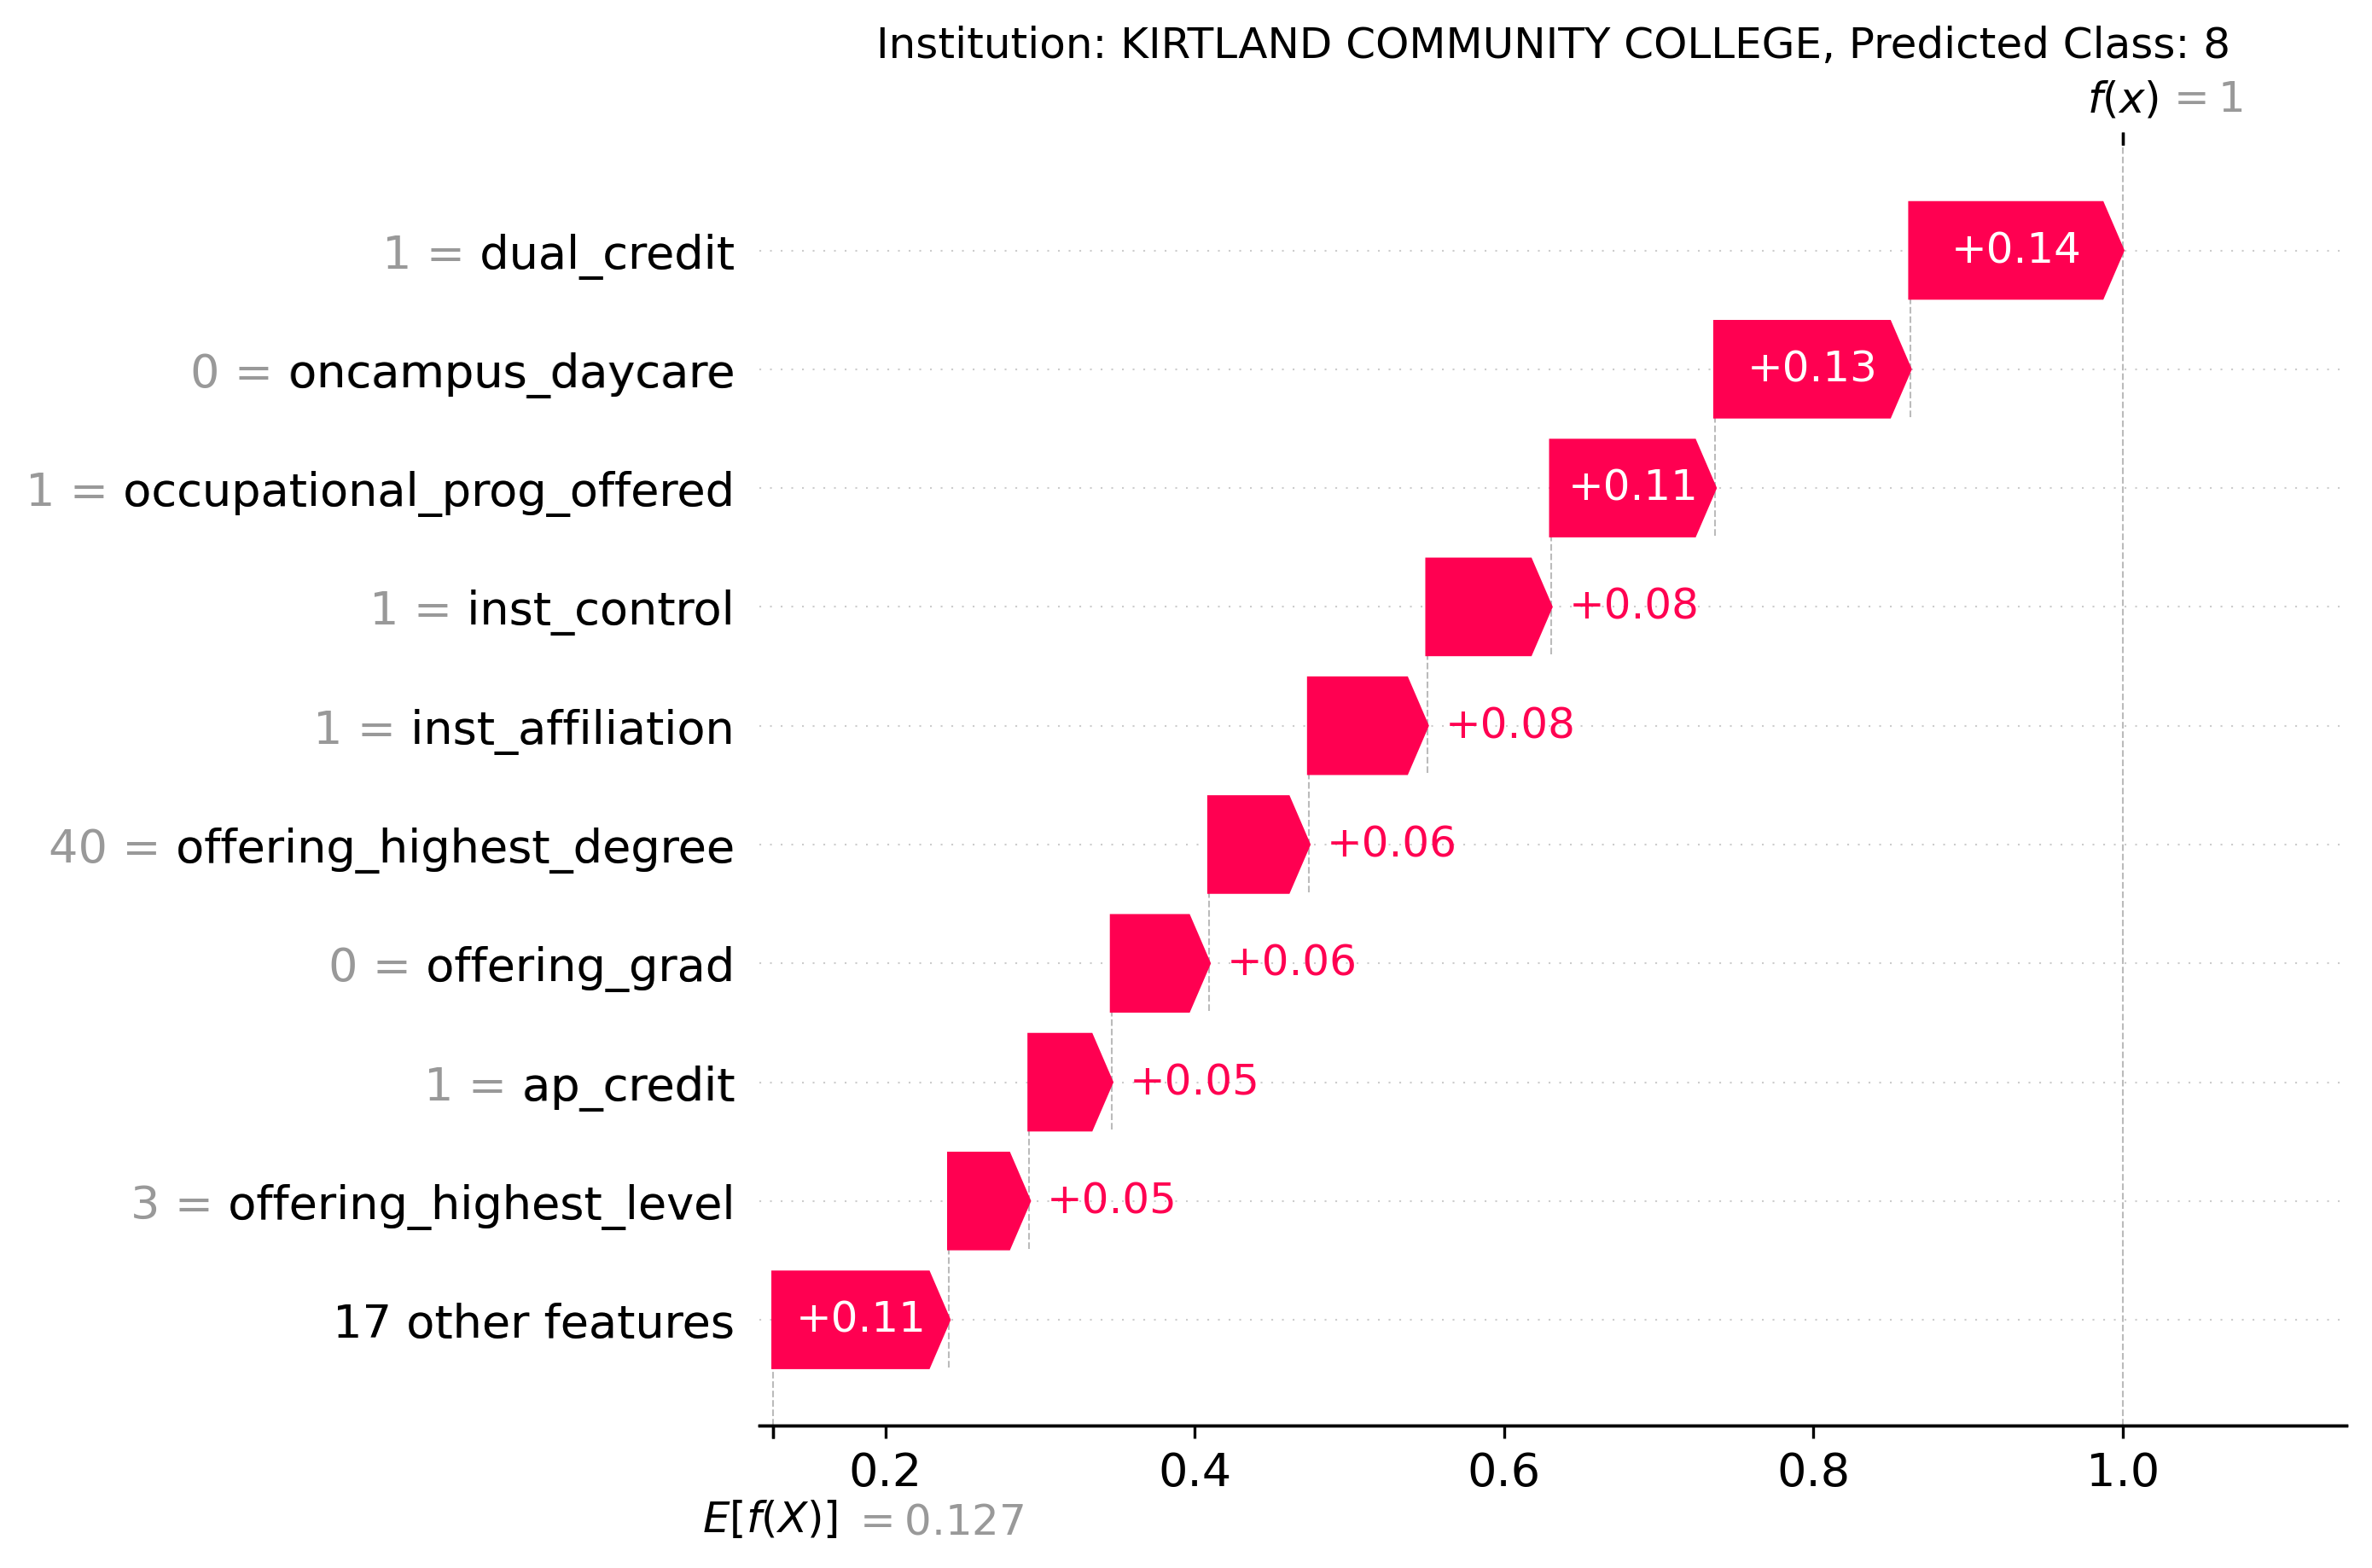 Institution: KIRTLAND COMMUNITY COLLEGE, Predicted Class: 8
f(x) = 1
1 = dual_credit +0.14
0 = oncampus_daycare +0.13
1 = occupational_prog_offered +0.11
1 = inst_control +0.08
1 = inst_affiliation +0.08
40 = offering_highest_degree +0.06
0 = offering_grad +0.06
1 = ap_credit +0.05
3 = offering_highest_level +0.05
17 other features +0.11
0.2 0.4 0.6 0.8 1.0
E[f(X)] = 0.127